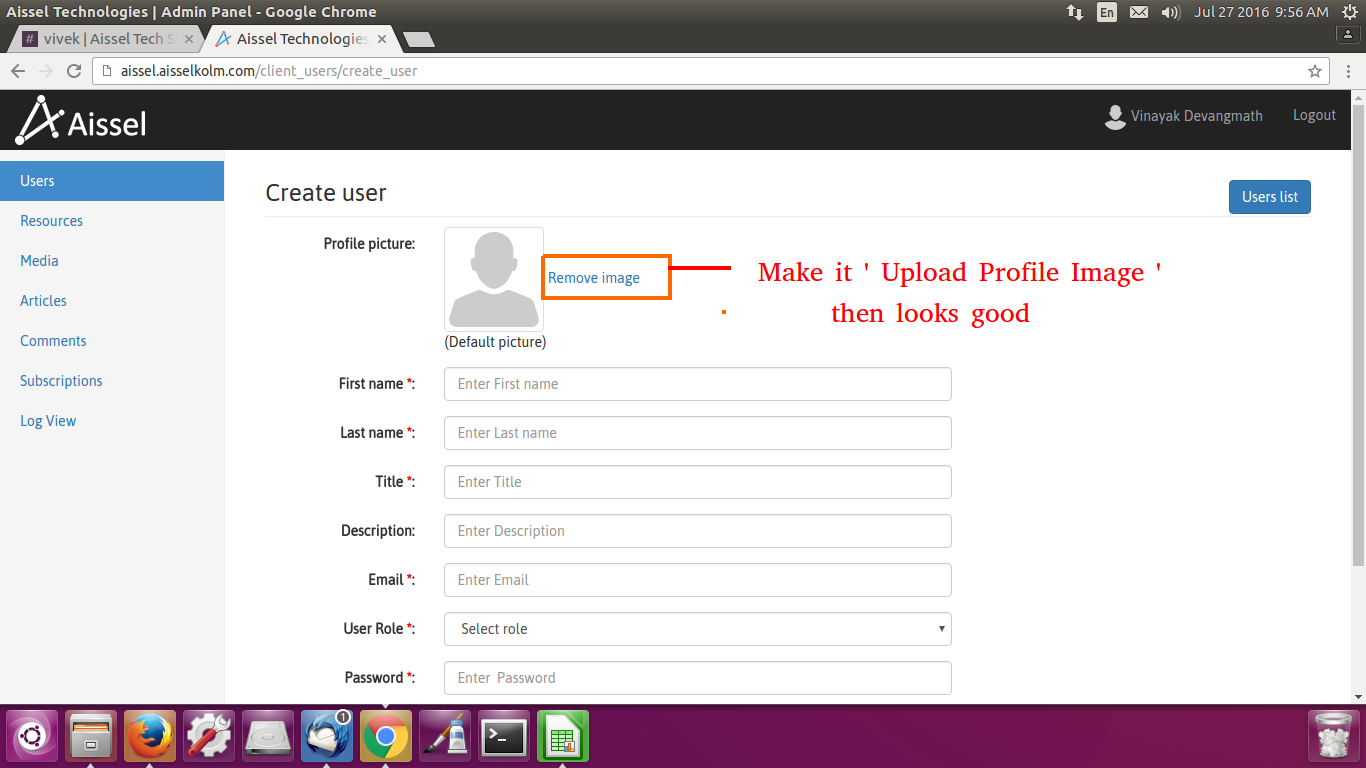 Aissel Technologies | Admin Panel - Google Chrome
En
Jul 27 2016 9:56 AM
# vivek | Aissel Tech S
Aissel Technologies
aissel.aisselkolm.com/client_users/create_user
Aissel
Vinayak Devangmath
Logout
Users
Resources
Media
Articles
Comments
Subscriptions
Log View
Create user
Users list
Profile picture:
Remove image
Make it ' Upload Profile Image '
then looks good
(Default picture)
First name *:
Enter First name
Last name *:
Enter Last name
Title *:
Enter Title
Description:
Enter Description
Email *:
Enter Email
User Role *:
Select role
Password *:
Enter Password
1
>_